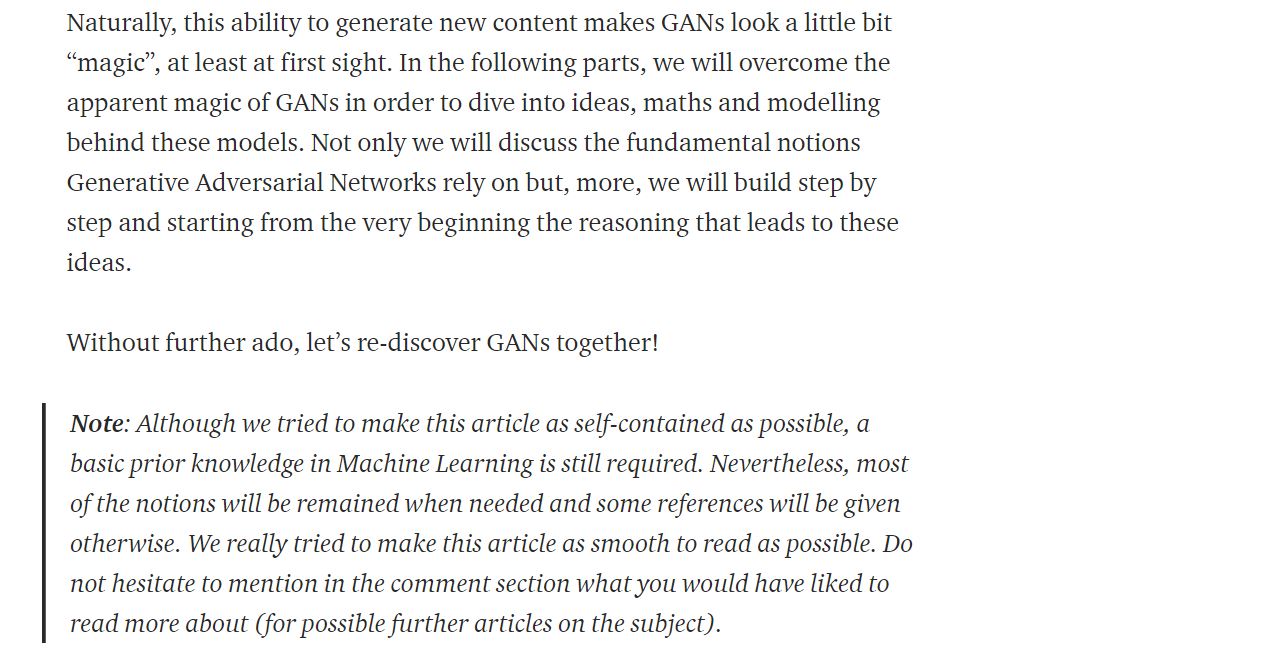 Naturally, this ability to generate new content makes GANs look a little bit
“magic”, at least at first sight. In the following parts, we will overcome the
apparent magic of GANs in order to dive into ideas, maths and modelling
behind these models. Not only we will discuss the fundamental notions
Generative Adversarial Networks rely on but, more, we will build step by
step and starting from the very beginning the reasoning that leads to these
ideas.
Without further ado, let’s re-discover GANs together!
Note: Although we tried to make this article as self-contained as possible, a
basic prior knowledge in Machine Learning is still required. Nevertheless, most
of the notions will be remained when needed and some references will be given
otherwise. We really tried to make this article as smooth to read as possible. Do
not hesitate to mention in the comment section what you would have liked to
read more about (for possible further articles on the subject).